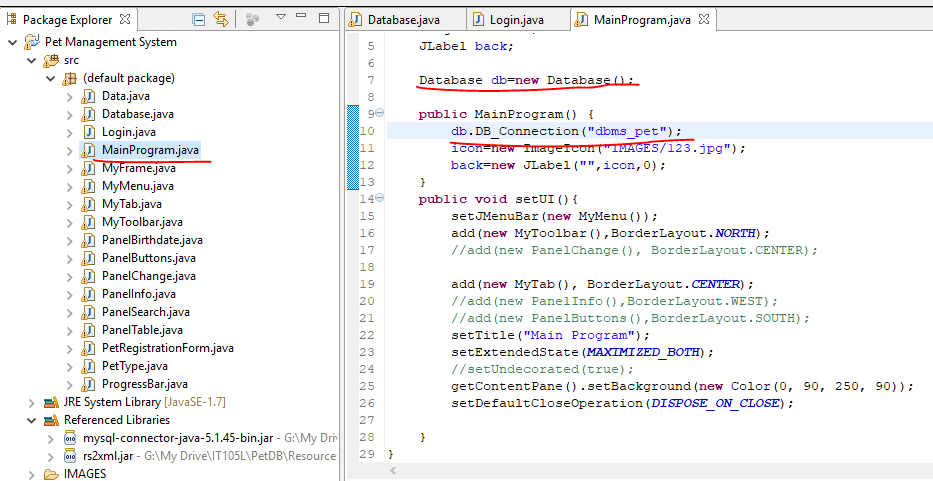 Package Explorer
Pet Management System
src
(default package)
Data.java
Database.java
Login.java
MainProgram.java
MyFrame.java
MyMenu.java
MyTab.java
MyToolbar.java
PanelBirthdate.java
PanelButtons.java
PanelChange.java
PanelInfo.java
PanelSearch.java
PanelTable.java
PetRegistrationForm.java
PetType.java
ProgressBar.java
JRE System Library [JavaSE-1.7]
Referenced Libraries
mysql-connector-java-5.1.45-bin.jar - G:\My Driv
rs2xml.jar - G:\My Drive\IT105L\PetDB\Resource
IMAGES
Database.java Login.java MainProgram.java
5 JLabel back;
6
7 Database db=new Database();
8
9 public MainProgram() {
10 db.DB_Connection("dbms_pet");
11 icon=new ImageIcon("IMAGES/123.jpg");
12 back=new JLabel("",icon,0);
13 }
14 public void setUI(){
15 setJMenuBar(new MyMenu());
16 add(new MyToolbar(),BorderLayout.NORTH);
17 //add(new PanelChange(), BorderLayout.CENTER);
18
19 add(new MyTab(), BorderLayout.CENTER);
20 //add(new PanelInfo(),BorderLayout.WEST);
21 //add(new PanelButtons(),BorderLayout.SOUTH);
22 setTitle("Main Program");
23 setExtendedState(MAXIMIZED_BOTH);
24 //setUndecorated(true);
25 getContentPane().setBackground(new Color(0, 90, 250, 90));
26 setDefaultCloseOperation(DISPOSE_ON_CLOSE);
27
28 }
29 }